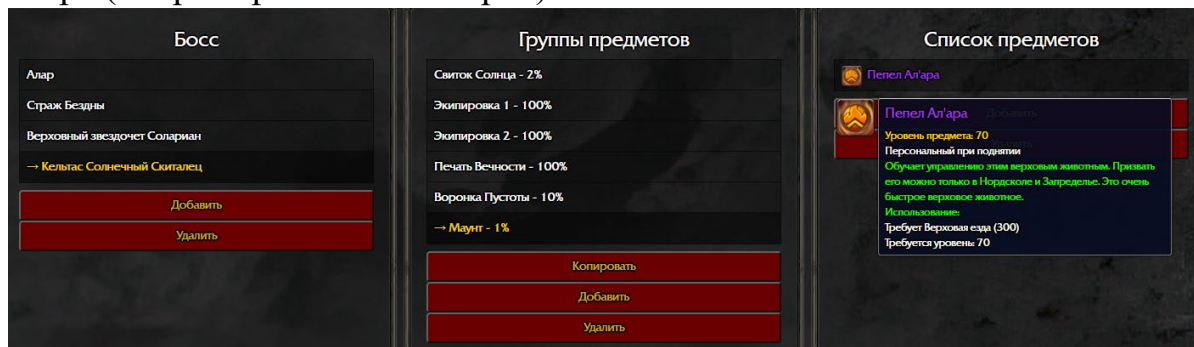 Босс
Алар
Страж Бездны
Верховный звездочет Солариан
→ Кельтас Солнечный Скиталец
Добавить
Удалить
Группы предметов
Свиток Солнца - 2%
Экипировка 1 - 100%
Экипировка 2 - 100%
Печать Вечности - 100%
Воронка Пустоты - 10%
→ Маунт - 1%
Копировать
Добавить
Удалить
Список предметов
Пепел Ал'ара
Пепел Ал'ара
Добавить
Уровень предмета: 70
Персональный при поднятии
Обучает управлению этим верховым животным. Призвать
его можно только в Нордсколе и Запределье. Это очень
быстрое верховое животное.
Использование:
Требует Верховая езда (300)
Требуется уровень: 70